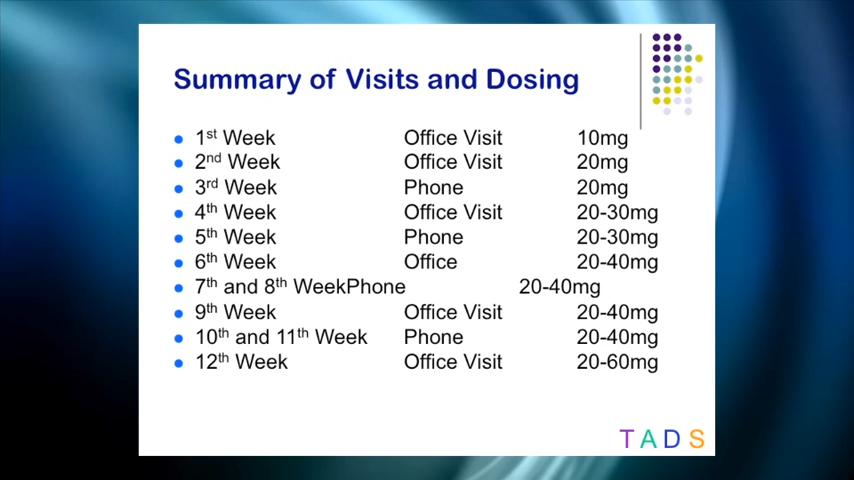 Summary of Visits and Dosing
1st Week Office Visit 10mg
2nd Week Office Visit 20mg
3rd Week Phone 20mg
4th Week Office Visit 20-30mg
5th Week Phone 20-30mg
6th Week Office 20-40mg
7th and 8th WeekPhone 20-40mg
9th Week Office Visit 20-40mg
10th and 11th Week Phone 20-40mg
12th Week Office Visit 20-60mg
T A D S